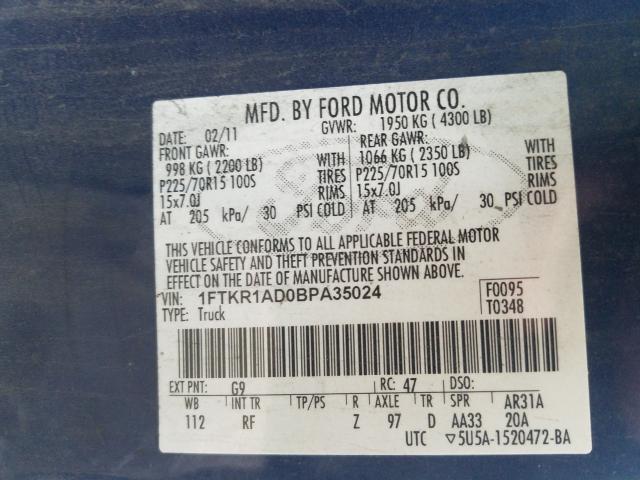 MFD. BY FORD MOTOR CO.
DATE: 02/11 GVWR: 1950 KG ( 4300 LB)
FRONT GAWR: REAR GAWR:
998 KG ( 2200 LB) WITH 1066 KG ( 2350 LB) WITH
P225/70R15 100S TIRES P225/70R15 100S TIRES
15x7.0J RIMS 15x7.0J RIMS
AT 205 kPa/ 30 PSI COLD AT 205 kPa/ 30 PSI COLD
THIS VEHICLE CONFORMS TO ALL APPLICABLE FEDERAL MOTOR
VEHICLE SAFETY AND THEFT PREVENTION STANDARDS IN
EFFECT ON THE DATE OF MANUFACTURE SHOWN ABOVE.
VIN: 1FTKR1AD0BPA35024 F0095
TYPE: Truck T0348
EXT PNT: G9 RC: 47 DSO:
WB INT TR TP/PS R AXLE TR SPR AR31A
112 RF Z 97 D AA33 20A
UTC ▽5U5A-1520472-BA